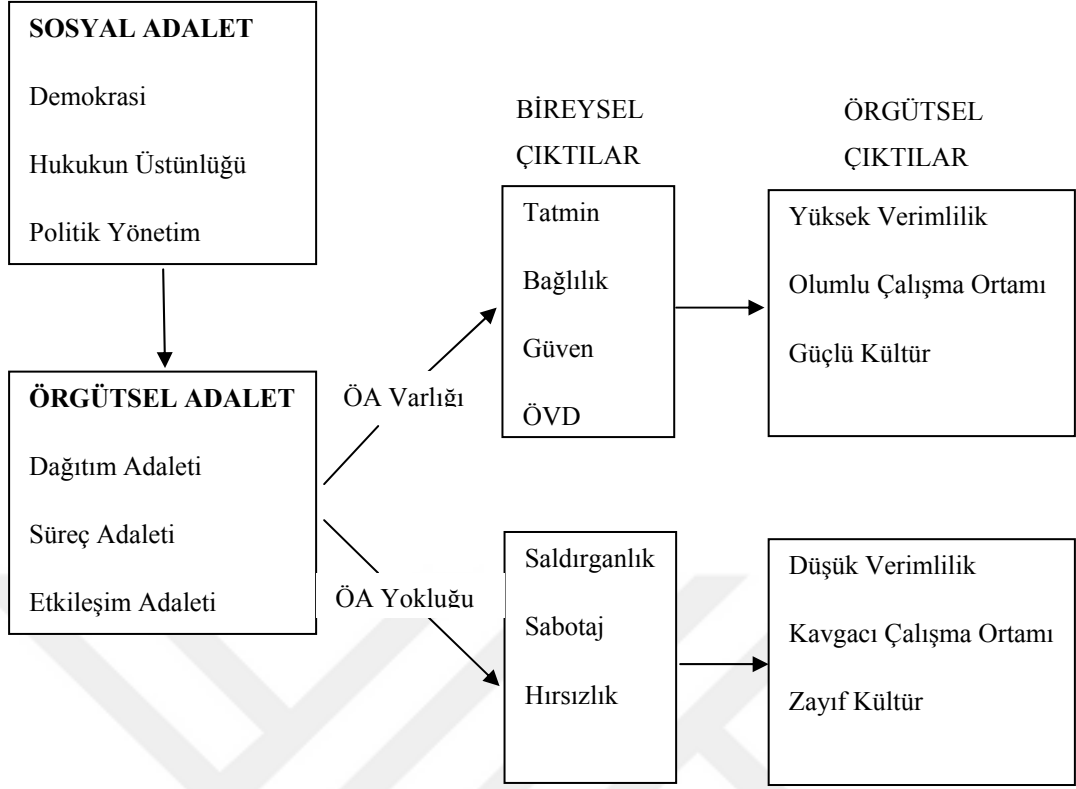 SOSYAL ADALET
Demokrasi
Hukukun Üstünlüğü
Politik Yönetim
ÖRGÜTSEL ADALET
Dağıtım Adaleti
Süreç Adaleti
Etkileşim Adaleti
ÖA Varlığı
ÖA Yokluğu
BİREYSEL
ÇIKTILAR
Tatmin
Bağlılık
Güven
ÖVD
Saldırganlık
Sabotaj
Hırsızlık
ÖRGÜTSEL
ÇIKTILAR
Yüksek Verimlilik
Olumlu Çalışma Ortamı
Güçlü Kültür
Düşük Verimlilik
Kavgacı Çalışma Ortamı
Zayıf Kültür